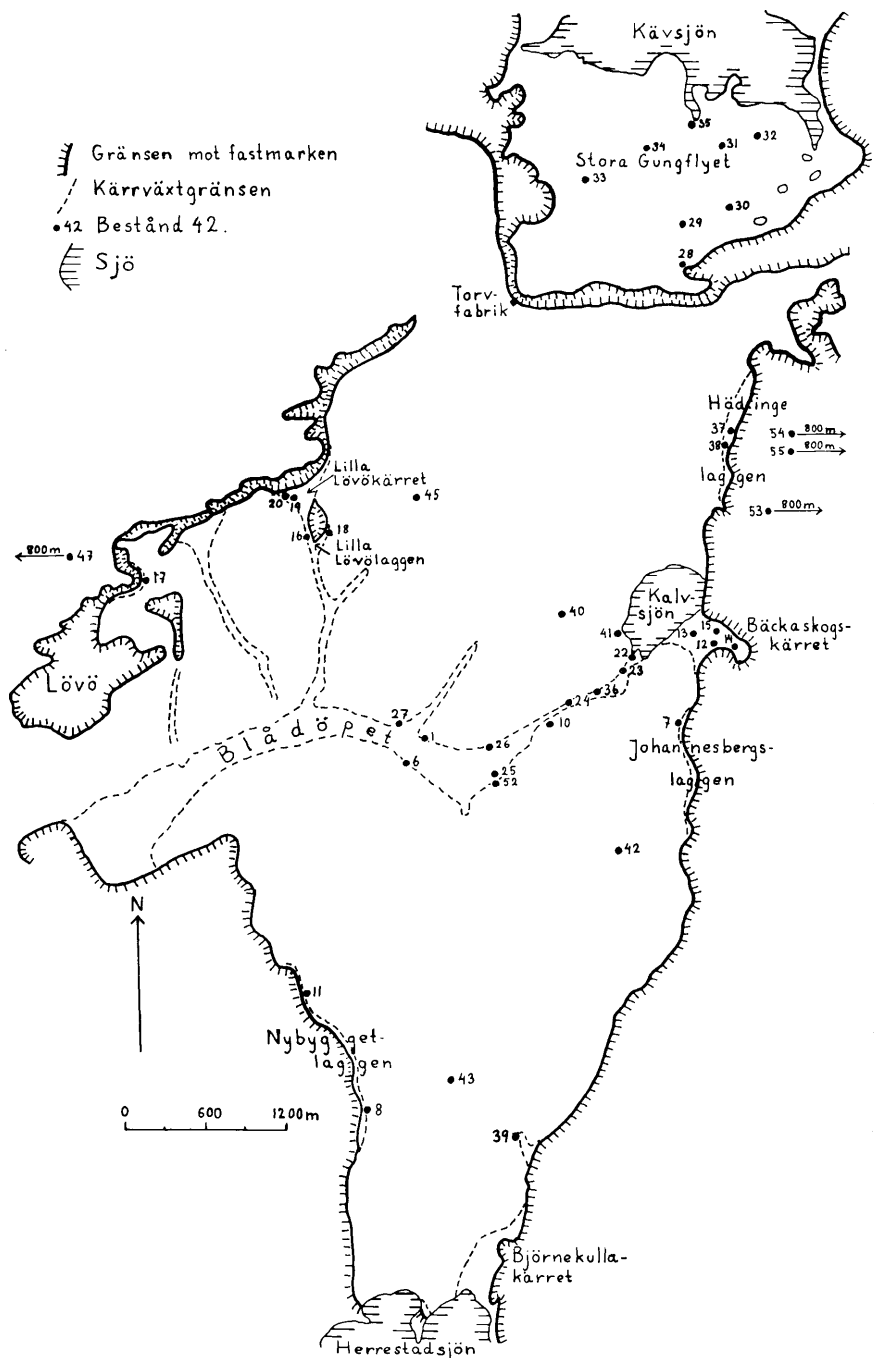 Kävsjön
35
32
34
31
Gränsen mot fastmarken
Stora Gungflyet
Kärrväxtgränsen
33
42 Bestånd 42.
30
29
Sjö
28
Torv-
fabrik
Hädinge
37
54 800m
38
55 800m
laggen
Lilla
Lövökärret
20
19
45
53 800m
16
18
Lilla
Lövölaggen
800m 47
17
Kalv-
sjön
40
41
13
15
Bäckaskogs-
kärret
12
14
22
23
Lövö
36
24
27
10
7
Blådöpet
1
26
Johannesbergs-
laggen
6
25
52
42
N
11
Nybygget-
laggen
43
0 600 1200m
8
39
Björnekulla-
kärret
Herrestadsjön